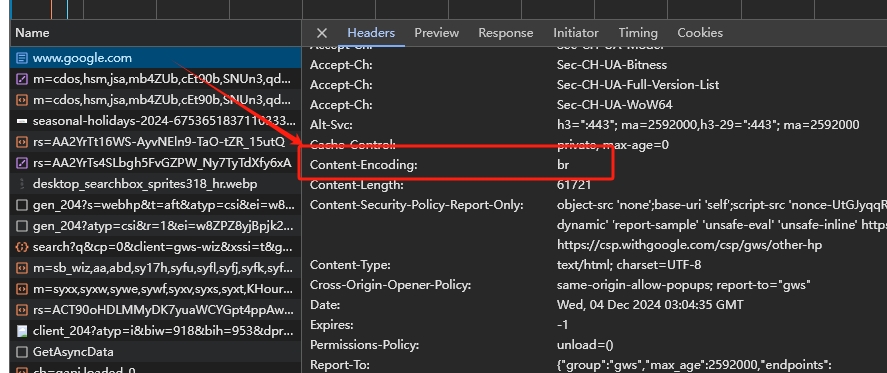 Name
Headers Preview Response Initiator Timing Cookies
www.google.com
m=cdos,hsm,jsa,mb4ZUb,cEt90b,SNUn3,qd...
m=cdos,hsm,jsa,mb4ZUb,cEt90b,SNUn3,qd...
seasonal-holidays-2024-6753651837110333...
rs=AA2YrTt16WS-AyvNEln9-TaO-tZR_15utQ
rs=AA2YrTs4SLbgh5FvGZPW_Ny7TyTdXfy6xA
desktop_searchbox_sprites318_hr.webp
gen_204?s=webhp&t=aft&atyp=csi&ei=w8...
gen_204?atyp=csi&r=1&ei=w8ZPZ8yjBpjk2...
search?q&cp=0&client=gws-wiz&xssi=t&g...
m=sb_wiz,aa,abd,sy17h,syfu,syfl,syfj,syfk,syf...
m=syxx,syxw,sywe,sywf,syxv,syxs,syxt,KHour...
rs=ACT90oHDLMMyDK7yuaWCYGpt4ppAw...
client_204?atyp=i&biw=918&bih=953&dpr...
GetAsyncData
cb=gapi.loaded_0
Accept-Ch: Sec-CH-UA-Model
Accept-Ch: Sec-CH-UA-Bitness
Accept-Ch: Sec-CH-UA-Full-Version-List
Accept-Ch: Sec-CH-UA-WoW64
Alt-Svc: h3=":443"; ma=2592000,h3-29=":443"; ma=2592000
Cache-Control: private, max-age=0
Content-Encoding: br
Content-Length: 61721
Content-Security-Policy-Report-Only: object-src 'none';base-uri 'self';script-src 'nonce-UtGJyqqR
dynamic' 'report-sample' 'unsafe-eval' 'unsafe-inline' https
https://csp.withgoogle.com/csp/gws/other-hp
Content-Type: text/html; charset=UTF-8
Cross-Origin-Opener-Policy: same-origin-allow-popups; report-to="gws"
Date: Wed, 04 Dec 2024 03:04:35 GMT
Expires: -1
Permissions-Policy: unload=()
Report-To: {"group":"gws","max_age":2592000,"endpoints":